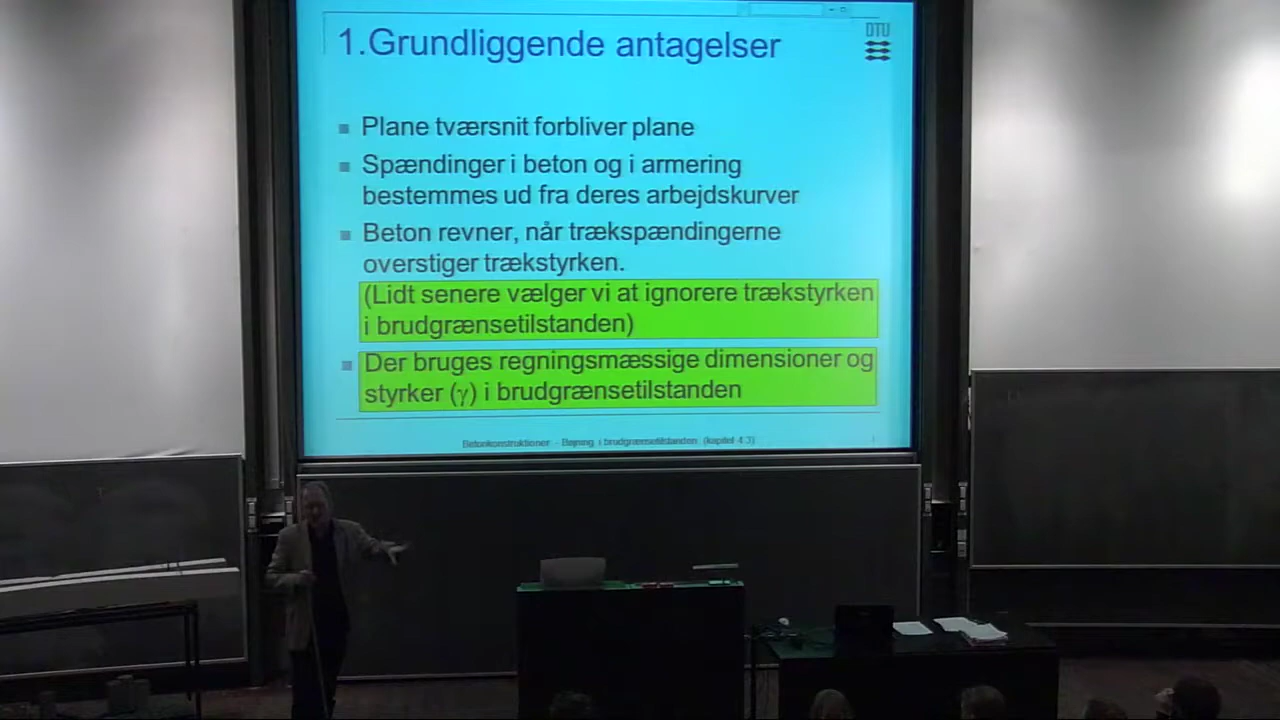 1.Grundliggende antagelser
DTU
Plane tværsnit forbliver plane
Spændinger i beton og i armering
bestemmes ud fra deres arbejdskurver
Beton revner, når trækspændingerne
overstiger trækstyrken.
(Lidt senere vælger vi at ignorere trækstyrken
i brudgrænsetilstanden)
Der bruges regningsmæssige dimensioner og
styrker (γ) i brudgrænsetilstanden
Betonkonstruktioner - Bøjning i brudgrænsetilstanden (kapitel 4.3)